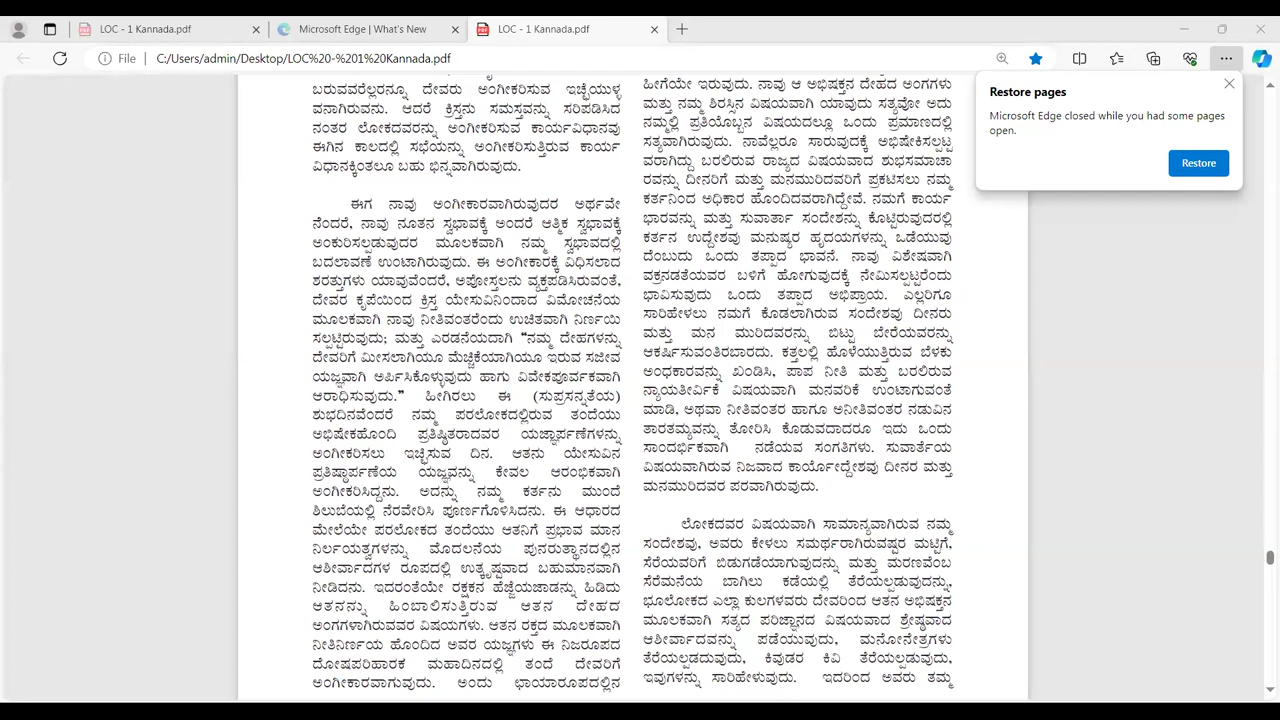 LOC - 1 Kannada.pdf
Microsoft Edge | What's New
LOC - 1 Kannada.pdf
File
C:/Users/admin/Desktop/LOC%20-%201%20Kannada.pdf
Restore pages
Microsoft Edge closed while you had some pages
open.
Restore
ಬರುವವರೆಲ್ಲರನ್ನೂ ದೇವರು ಅಂಗೀಕರಿಸುವ ಇಚ್ಛೆಯುಳ್ಳ
ವನಾಗಿರುವನು. ಆದರೆ ಕ್ರಿಸ್ತನು ಸಮಸ್ತವನ್ನು ಸರಿಪಡಿಸಿದ
ನಂತರ ಲೋಕದವರನ್ನು ಅಂಗೀಕರಿಸುವ ಕಾರ್ಯವಿಧಾನವು
ಈಗಿನ ಕಾಲದಲ್ಲಿ ಸಭೆಯನ್ನು ಅಂಗೀಕರಿಸುತ್ತಿರುವ ಕಾರ್ಯ
ವಿಧಾನಕ್ಕಿಂತಲೂ ಬಹು ಭಿನ್ನವಾಗಿರುವುದು.
ಈಗ ನಾವು ಅಂಗೀಕಾರವಾಗಿರುವುದರ ಅರ್ಥವೇ
ನೆಂದರೆ, ನಾವು ನೂತನ ಸ್ವಭಾವಕ್ಕೆ ಅಂದರೆ ಆತ್ಮಿಕ ಸ್ವಭಾವಕ್ಕೆ
ಅಂಕುರಿಸಲ್ಪಡುವುದರ ಮೂಲಕವಾಗಿ ನಮ್ಮ ಸ್ವಭಾವದಲ್ಲಿ
ಬದಲಾವಣೆ ಉಂಟಾಗಿರುವುದು. ಈ ಅಂಗೀಕಾರಕ್ಕೆ ವಿಧಿಸಲಾದ
ಶರತ್ತುಗಳು ಯಾವುವೆಂದರೆ, ಅಪೋಸ್ತಲನು ವ್ಯಕ್ತಪಡಿಸಿರುವಂತೆ,
ದೇವರ ಕೃಪೆಯಿಂದ ಕ್ರಿಸ್ತ ಯೇಸುವಿನಿಂದಾದ ವಿಮೋಚನೆಯ
ಮೂಲಕವಾಗಿ ನಾವು ನೀತಿವಂತರೆಂದು ಉಚಿತವಾಗಿ ನಿರ್ಣಯಿ
ಸಲ್ಪಟ್ಟಿರುವುದು; ಮತ್ತು ಎರಡನೆಯದಾಗಿ “ನಮ್ಮ ದೇಹಗಳನ್ನು
ದೇವರಿಗೆ ಮೀಸಲಾಗಿಯೂ ಮೆಚ್ಚಿಕೆಯಾಗಿಯೂ ಇರುವ ಸಜೀವ
ಯಜ್ಞವಾಗಿ ಅರ್ಪಿಸಿಕೊಳ್ಳುವುದು ಹಾಗು ವಿವೇಕಪೂರ್ವಕವಾಗಿ
ಆರಾಧಿಸುವುದು.” ಹೀಗಿರಲು ಈ (ಸುಪ್ರಸನ್ನತೆಯ)
ಶುಭದಿನವೆಂದರೆ ನಮ್ಮ ಪರಲೋಕದಲ್ಲಿರುವ ತಂದೆಯು
ಅಭಿಷೇಕಹೊಂದಿ ಪ್ರತಿಷ್ಠಿತರಾದವರ ಯಜ್ಞಾರ್ಪಣೆಗಳನ್ನು
ಅಂಗೀಕರಿಸಲು ಇಚ್ಛಿಸುವ ದಿನ. ಆತನು ಯೇಸುವಿನ
ಪ್ರತಿಷ್ಠಾರ್ಪಣೆಯ ಯಜ್ಞವನ್ನು ಕೇವಲ ಆರಂಭಿಕವಾಗಿ
ಅಂಗೀಕರಿಸಿದ್ದನು. ಅದನ್ನು ನಮ್ಮ ಕರ್ತನು ಮುಂದೆ
ಶಿಲುಬೆಯಲ್ಲಿ ನೆರವೇರಿಸಿ ಪೂರ್ಣಗೊಳಿಸಿದನು. ಈ ಆಧಾರದ
ಮೇಲೆಯೇ ಪರಲೋಕದ ತಂದೆಯು ಆತನಿಗೆ ಪ್ರಭಾವ ಮಾನ
ನಿರ್ಲಯತ್ವಗಳನ್ನು ಮೊದಲನೆಯ ಪುನರುತ್ಥಾನದಲ್ಲಿನ
ಆಶೀರ್ವಾದಗಳ ರೂಪದಲ್ಲಿ ಉತ್ಕೃಷ್ಟವಾದ ಬಹುಮಾನವಾಗಿ
ನೀಡಿದನು. ಇದರಂತೆಯೇ ರಕ್ಷಕನ ಹೆಜ್ಜೆಯಜಾಡನ್ನು ಹಿಡಿದು
ಆತನನ್ನು ಹಿಂಬಾಲಿಸುತ್ತಿರುವ ಆತನ ದೇಹದ
ಅಂಗಗಳಾಗಿರುವವರ ವಿಷಯಗಳು. ಆತನ ರಕ್ತದ ಮೂಲಕವಾಗಿ
ನೀತಿನಿರ್ಣಯ ಹೊಂದಿದ ಅವರ ಯಜ್ಞಗಳು ಈ ನಿಜರೂಪದ
ದೋಷಪರಿಹಾರಕ ಮಹಾದಿನದಲ್ಲಿ ತಂದೆ ದೇವರಿಗೆ
ಅಂಗೀಕಾರವಾಗುವುದು. ಅಂದು ಛಾಯಾರೂಪದಲ್ಲಿನ
ಹೀಗೆಯೇ ಇರುವುದು. ನಾವು ಆ ಅಭಿಷಕ್ತನ ದೇಹದ ಅಂಗಗಳು
ಮತ್ತು ನಮ್ಮ ಶಿರಸ್ಸಿನ ವಿಷಯವಾಗಿ ಯಾವುದು ಸತ್ಯವೋ ಅದು
ನಮ್ಮಲ್ಲಿ ಪ್ರತಿಯೊಬ್ಬನ ವಿಷಯದಲ್ಲೂ ಒಂದು ಪ್ರಮಾಣದಲ್ಲಿ
ಸತ್ಯವಾಗಿರುವುದು. ನಾವೆಲ್ಲರೂ ಸಾರುವುದಕ್ಕೆ ಅಭಿಷೇಕಿಸಲ್ಪಟ್ಟ
ವರಾಗಿದ್ದು ಬರಲಿರುವ ರಾಜ್ಯದ ವಿಷಯವಾದ ಶುಭಸಮಾಚಾ
ರವನ್ನು ದೀನರಿಗೆ ಮತ್ತು ಮನಮುರಿದವರಿಗೆ ಪ್ರಕಟಿಸಲು ನಮ್ಮ
ಕರ್ತನಿಂದ ಅಧಿಕಾರ ಹೊಂದಿದವರಾಗಿದ್ದೇವೆ. ನಮಗೆ ಕಾರ್ಯ
ಭಾರವನ್ನು ಮತ್ತು ಸುವಾರ್ತಾ ಸಂದೇಶನ್ನು ಕೊಟ್ಟಿರುವುದರಲ್ಲಿ
ಕರ್ತನ ಉದ್ದೇಶವು ಮನುಷ್ಯರ ಹೃದಯಗಳನ್ನು ಒಡೆಯುವು
ದೆಂಬುದು ಒಂದು ತಪ್ಪಾದ ಭಾವನೆ. ನಾವು ವಿಶೇಷವಾಗಿ
ವಕ್ರನಡತೆಯವರ ಬಳಿಗೆ ಹೋಗುವುದಕ್ಕೆ ನೇಮಿಸಲ್ಪಟ್ಟರೆಂದು
ಭಾವಿಸುವುದು ಒಂದು ತಪ್ಪಾದ ಅಭಿಪ್ರಾಯ. ಎಲ್ಲರಿಗೂ
ಸಾರಿಹೇಳಲು ನಮಗೆ ಕೊಡಲಾಗಿರುವ ಸಂದೇಶವು ದೀನರು
ಮತ್ತು ಮನ ಮುರಿದವರನ್ನು ಬಿಟ್ಟು ಬೇರೆಯವರನ್ನು
ಆಕರ್ಷಿಸುವಂತಿರಬಾರದು. ಕತ್ತಲಲ್ಲಿ ಹೊಳೆಯುತ್ತಿರುವ ಬೆಳಕು
ಅಂಧಕಾರವನ್ನು ಖಂಡಿಸಿ, ಪಾಪ ನೀತಿ ಮತ್ತು ಬರಲಿರುವ
ನ್ಯಾಯತೀರ್ವಿಕೆ ವಿಷಯವಾಗಿ ಮನವರಿಕೆ ಉಂಟಾಗುವಂತೆ
ಮಾಡಿ, ಅಥವಾ ನೀತಿವಂತರ ಹಾಗೂ ಅನೀತಿವಂತರ ನಡುವಿನ
ತಾರತಮ್ಯವನ್ನು ತೋರಿಸಿ ಕೊಡುವದಾದರೂ ಇದು ಒಂದು
ಸಾಂದರ್ಭಿಕವಾಗಿ ನಡೆಯುವ ಸಂಗತಿಗಳು. ಸುವಾರ್ತೆಯ
ವಿಷಯವಾಗಿರುವ ನಿಜವಾದ ಕಾರ್ಯೋದ್ದೇಶವು ದೀನರ ಮತ್ತು
ಮನಮುರಿದವರ ಪರವಾಗಿರುವುದು.
ಲೋಕದವರ ವಿಷಯವಾಗಿ ಸಾಮಾನ್ಯವಾಗಿರುವ ನಮ್ಮ
ಸಂದೇಶವು, ಅವರು ಕೇಳಲು ಸಮರ್ಥರಾಗಿರುವಷ್ಟರ ಮಟ್ಟಿಗೆ,
ಸೆರೆಯವರಿಗೆ ಬಿಡುಗಡೆಯಾಗುವುದನ್ನು ಮತ್ತು ಮರಣವೆಂಬ
ಸೆರೆಮನೆಯ ಬಾಗಿಲು ಕಡೆಯಲ್ಲಿ ತೆರೆಯಲ್ಪಡುವುದನ್ನು,
ಭೂಲೋಕದ ಎಲ್ಲಾ ಕುಲಗಳವರು ದೇವರಿಂದ ಆತನ ಅಭಿಷಕ್ತನ
ಮೂಲಕವಾಗಿ ಸತ್ಯದ ಪರಿಜ್ಞಾನದ ವಿಷಯವಾದ ಶ್ರೇಷ್ಠವಾದ
ಆಶೀರ್ವಾದವನ್ನು ಪಡೆಯುವುದು, ಮನೋನೇತ್ರಗಳು
ತೆರೆಯಲ್ಪಡದುವುದು, ಕಿವುಡರ ಕಿವಿ ತೆರೆಯಲ್ಪಡುವುದು,
ಇವುಗಳನ್ನು ಸಾರಿಹೇಳುವುದು. ಇದರಿಂದ ಅವರು ತಮ್ಮ